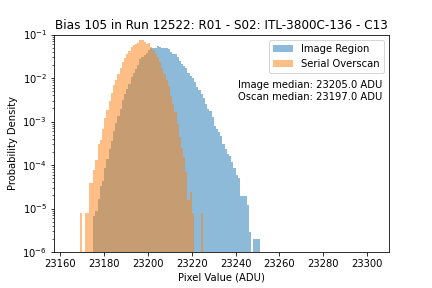 Bias 105 in Run 12522: R01 - S02: ITL-3800C-136 - C13
Image Region
Serial Overscan
Image median: 23205.0 ADU
Oscan median: 23197.0 ADU
Probability Density
10⁻¹
10⁻²
10⁻³
10⁻⁴
10⁻⁵
10⁻⁶
23160 23180 23200 23220 23240 23260 23280 23300
Pixel Value (ADU)